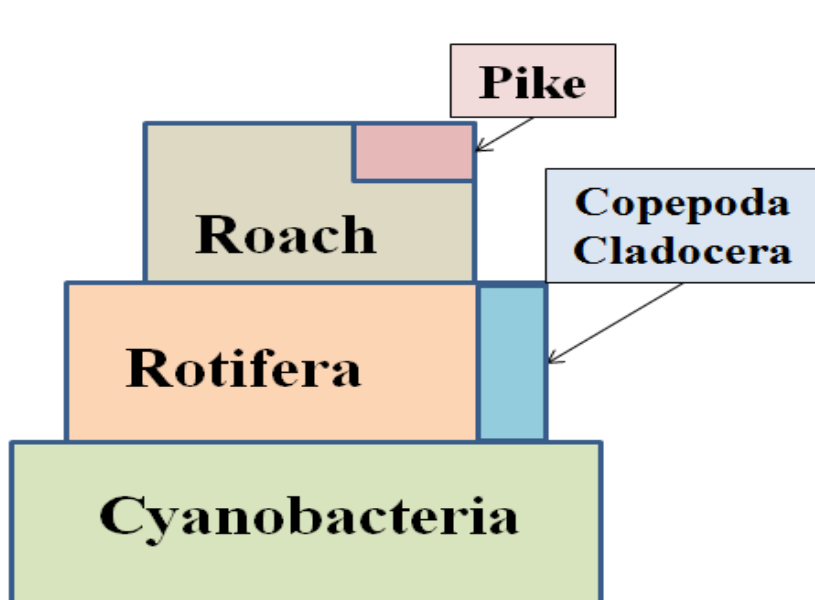 Pike
Copepoda
Cladocera
Roach
Rotifera
Cyanobacteria